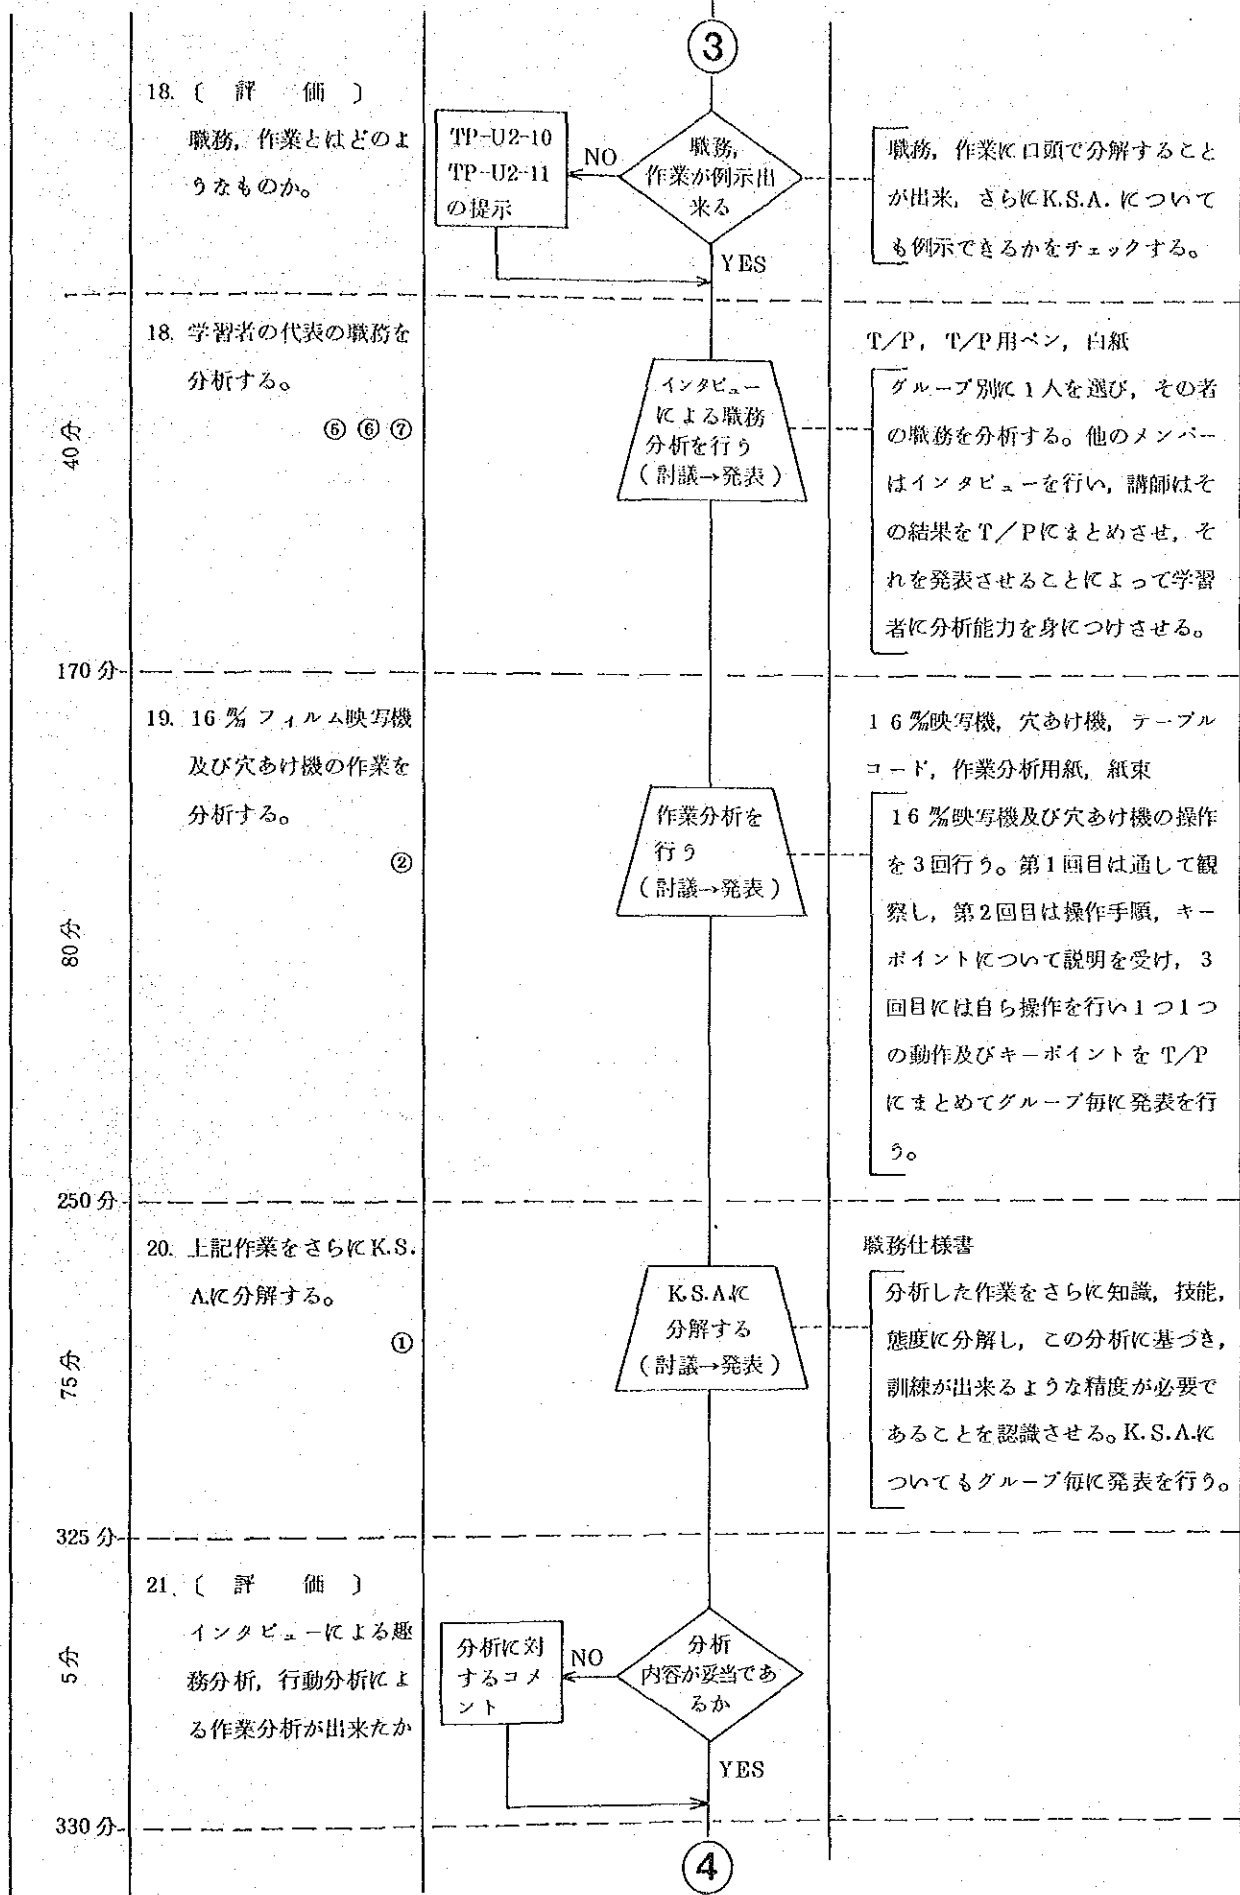 ③
18. 〔 評 価 〕
職務, 作業とはどのよ
うなものか。
TP-U2-10
TP-U2-11
の提示
NO
職務,
作業が例示出
来る
YES
職務, 作業に口頭で分解すること
が出来, さらにK.S.A. について
も例示できるかをチェックする。
40分
18. 学習者の代表の職務を
分析する。
⑤ ⑥ ⑦
インタビュー
による職務
分析を行う
(討議→発表)
T/P, T/P用ペン, 白紙
グループ別に1人を選び, その者
の職務を分析する。他のメンバー
はインタビューを行い, 講師はそ
の結果をT/Pにまとめさせ, そ
れを発表させることによって学習
者に分析能力を身につけさせる。
170分
80分
19. 16㎜フィルム映写機
及び穴あけ機の作業を
分析する。
②
作業分析を
行う
(討議→発表)
16㎜映写機, 穴あけ機, テーブル
コード, 作業分析用紙, 紙束
16㎜映写機及び穴あけ機の操作
を3回行う。第1回目は通して観
察し, 第2回目は操作手順, キー
ポイントについて説明を受け, 3
回目には自ら操作を行い1つ1つ
の動作及びキーポイントを T/P
にまとめてグループ毎に発表を行
う。
250分
75分
20. 上記作業をさらにK.S.
A.に分解する。
①
K.S.A.に
分解する
(討議→発表)
職務仕様書
分析した作業をさらに知識, 技能,
態度に分解し, この分析に基づき,
訓練が出来るような精度が必要で
あることを認識させる。K.S.A.に
ついてもグループ毎に発表を行う。
325分
5分
21. 〔 評 価 〕
インタビューによる趣
務分析, 行動分析によ
る作業分析が出来たか
分析に対
するコメ
ント
NO
分析
内容が妥当であ
るか
YES
330分
④